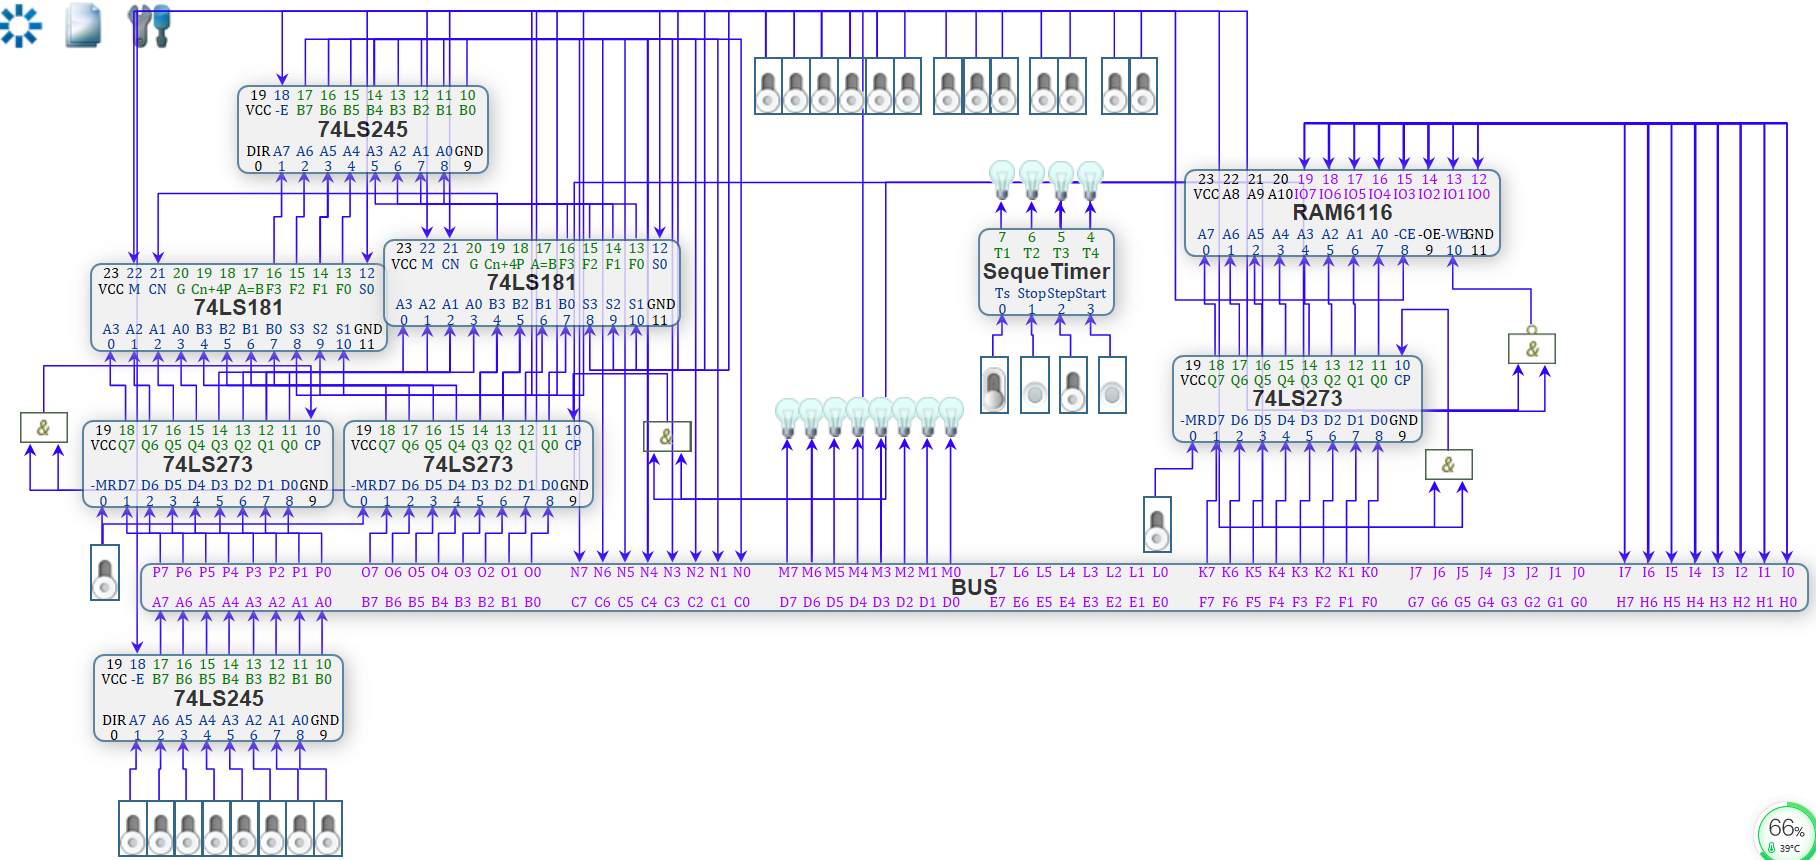 19 18 17 16 15 14 13 12 11 10
VCC -E B7 B6 B5 B4 B3 B2 B1 B0
74LS245
DIR A7 A6 A5 A4 A3 A2 A1 A0 GND
0 1 2 3 4 5 6 7 8 9
23 22 21 20 19 18 17 16 15 14 13 12
VCC M CN G Cn+4 P A=B F3 F2 F1 F0 S0
74LS181
A3 A2 A1 A0 B3 B2 B1 B0 S3 S2 S1 GND
0 1 2 3 4 5 6 7 8 9 10 11
23 22 21 20 19 18 17 16 15 14 13 12
VCC M CN G Cn+4 P A=B F3 F2 F1 F0 S0
74LS181
A3 A2 A1 A0 B3 B2 B1 B0 S3 S2 S1 GND
0 1 2 3 4 5 6 7 8 9 10 11
7 6 5 4
T1 T2 T3 T4
SequeTimer
Ts Stop Step Start
0 1 2 3
23 22 21 20 19 18 17 16 15 14 13 12
VCC A8 A9 A10 IO7 IO6 IO5 IO4 IO3 IO2 IO1 IO0
RAM6116
A7 A6 A5 A4 A3 A2 A1 A0 -CE -OE -WE GND
0 1 2 3 4 5 6 7 8 9 10 11
&
19 18 17 16 15 14 13 12 11 10
VCC Q7 Q6 Q5 Q4 Q3 Q2 Q1 Q0 CP
74LS273
-MR D7 D6 D5 D4 D3 D2 D1 D0 GND
0 1 2 3 4 5 6 7 8 9
&
&
19 18 17 16 15 14 13 12 11 10
VCC Q7 Q6 Q5 Q4 Q3 Q2 Q1 Q0 CP
74LS273
-MR D7 D6 D5 D4 D3 D2 D1 D0 GND
0 1 2 3 4 5 6 7 8 9
19 18 17 16 15 14 13 12 11 10
VCC Q7 Q6 Q5 Q4 Q3 Q2 Q1 Q0 CP
74LS273
-MR D7 D6 D5 D4 D3 D2 D1 D0 GND
0 1 2 3 4 5 6 7 8 9
&
P7 P6 P5 P4 P3 P2 P1 P0 O7 O6 O5 O4 O3 O2 O1 O0 N7 N6 N5 N4 N3 N2 N1 N0 M7 M6 M5 M4 M3 M2 M1 M0 L7 L6 L5 L4 L3 L2 L1 L0 K7 K6 K5 K4 K3 K2 K1 K0 J7 J6 J5 J4 J3 J2 J1 J0 I7 I6 I5 I4 I3 I2 I1 I0
BUS
A7 A6 A5 A4 A3 A2 A1 A0 B7 B6 B5 B4 B3 B2 B1 B0 C7 C6 C5 C4 C3 C2 C1 C0 D7 D6 D5 D4 D3 D2 D1 D0 E7 E6 E5 E4 E3 E2 E1 E0 F7 F6 F5 F4 F3 F2 F1 F0 G7 G6 G5 G4 G3 G2 G1 G0 H7 H6 H5 H4 H3 H2 H1 H0
19 18 17 16 15 14 13 12 11 10
VCC -E B7 B6 B5 B4 B3 B2 B1 B0
74LS245
DIR A7 A6 A5 A4 A3 A2 A1 A0 GND
0 1 2 3 4 5 6 7 8 9
66%
39°C